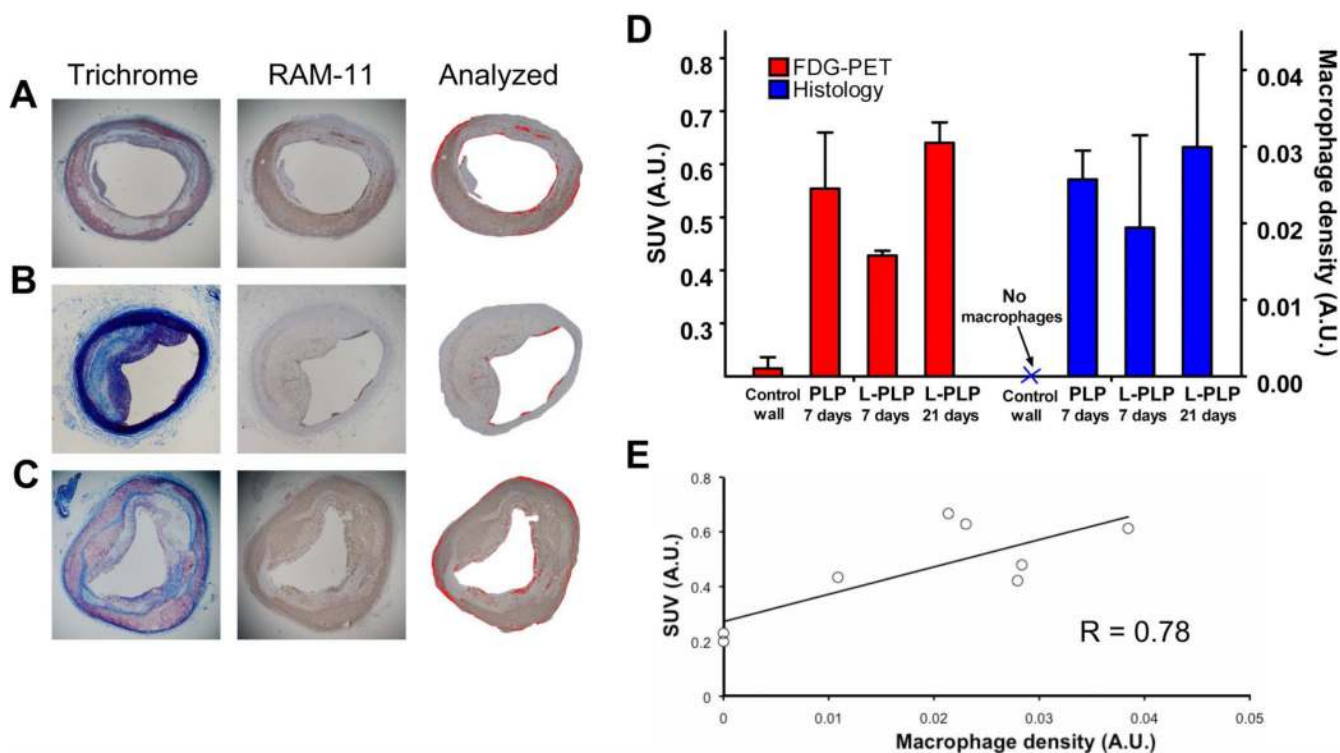 Trichrome
RAM-11
Analyzed
A
B
C
D
FDG-PET
Histology
SUV (A.U.)
0.8
0.7
0.6
0.5
0.4
0.3
Macrophage density (A.U.)
0.04
0.03
0.02
0.01
0.00
No
macrophages
Control
wall
PLP
7 days
L-PLP
7 days
L-PLP
21 days
Control
wall
PLP
7 days
L-PLP
7 days
L-PLP
21 days
E
SUV (A.U.)
0.8
0.6
0.4
0.2
0
R = 0.78
0
0.01
0.02
0.03
0.04
0.05
Macrophage density (A.U.)